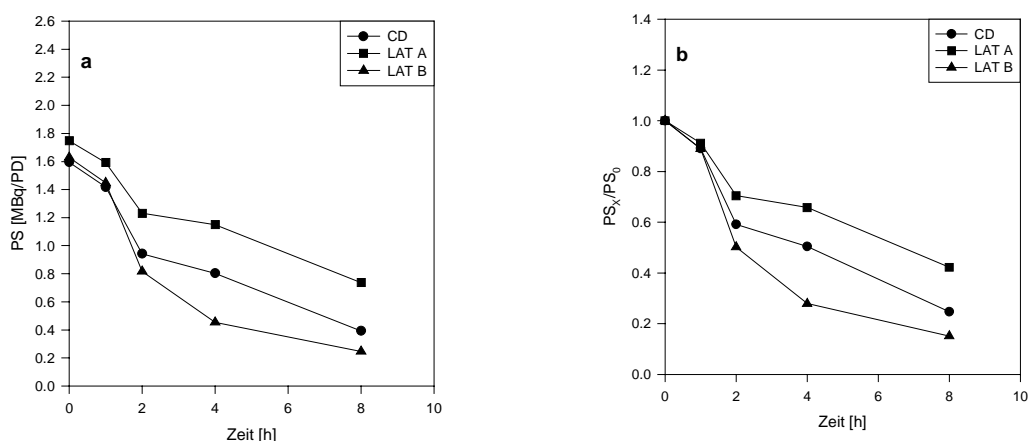 a
CD
LAT A
LAT B
PS [MBq/PD]
2.6
2.4
2.2
2.0
1.8
1.6
1.4
1.2
1.0
0.8
0.6
0.4
0.2
0.0
0 2 4 6 8 10
Zeit [h]
b
CD
LAT A
LAT B
PSX/PS0
1.4
1.2
1.0
0.8
0.6
0.4
0.2
0.0
0 2 4 6 8 10
Zeit [h]